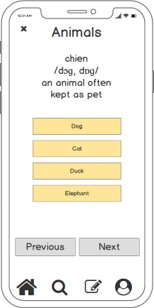 12:21 AM
Animals
chien
/dɔg, dɒg/
an animal often
kept as pet
Dog
Cat
Duck
Elephant
Previous
Next